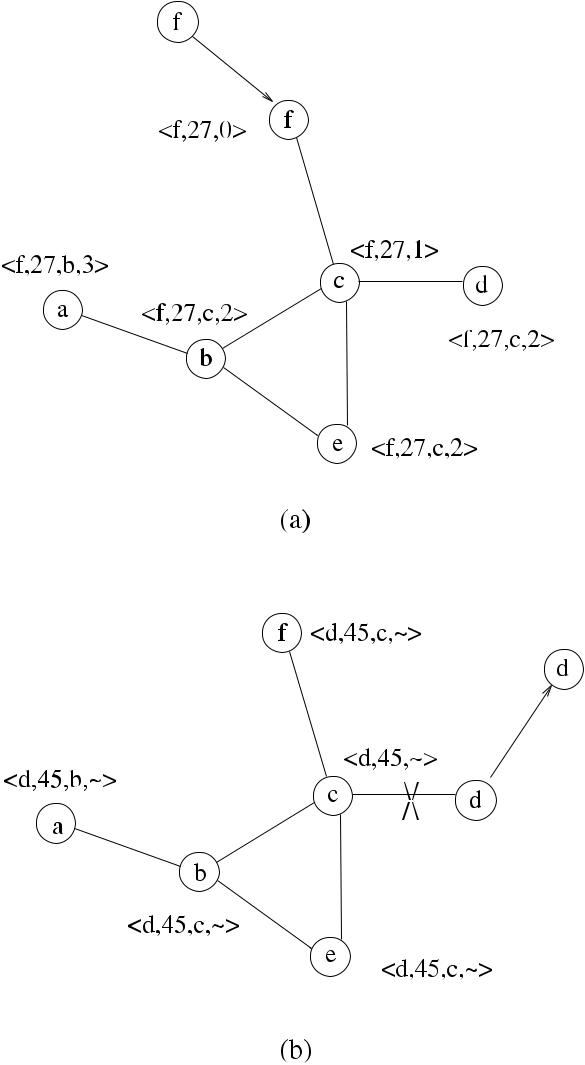 f
f
<f,27,0>
<f,27,1>
<f,27,b,3>
c
d
a
<f,27,c,2>
<f,27,c,2>
b
e
<f,27,c,2>
(a)
f <d,45,c,~>
d
<d,45,~>
<d,45,b,~>
c
d
a
b
<d,45,c,~>
e
<d,45,c,~>
(b)